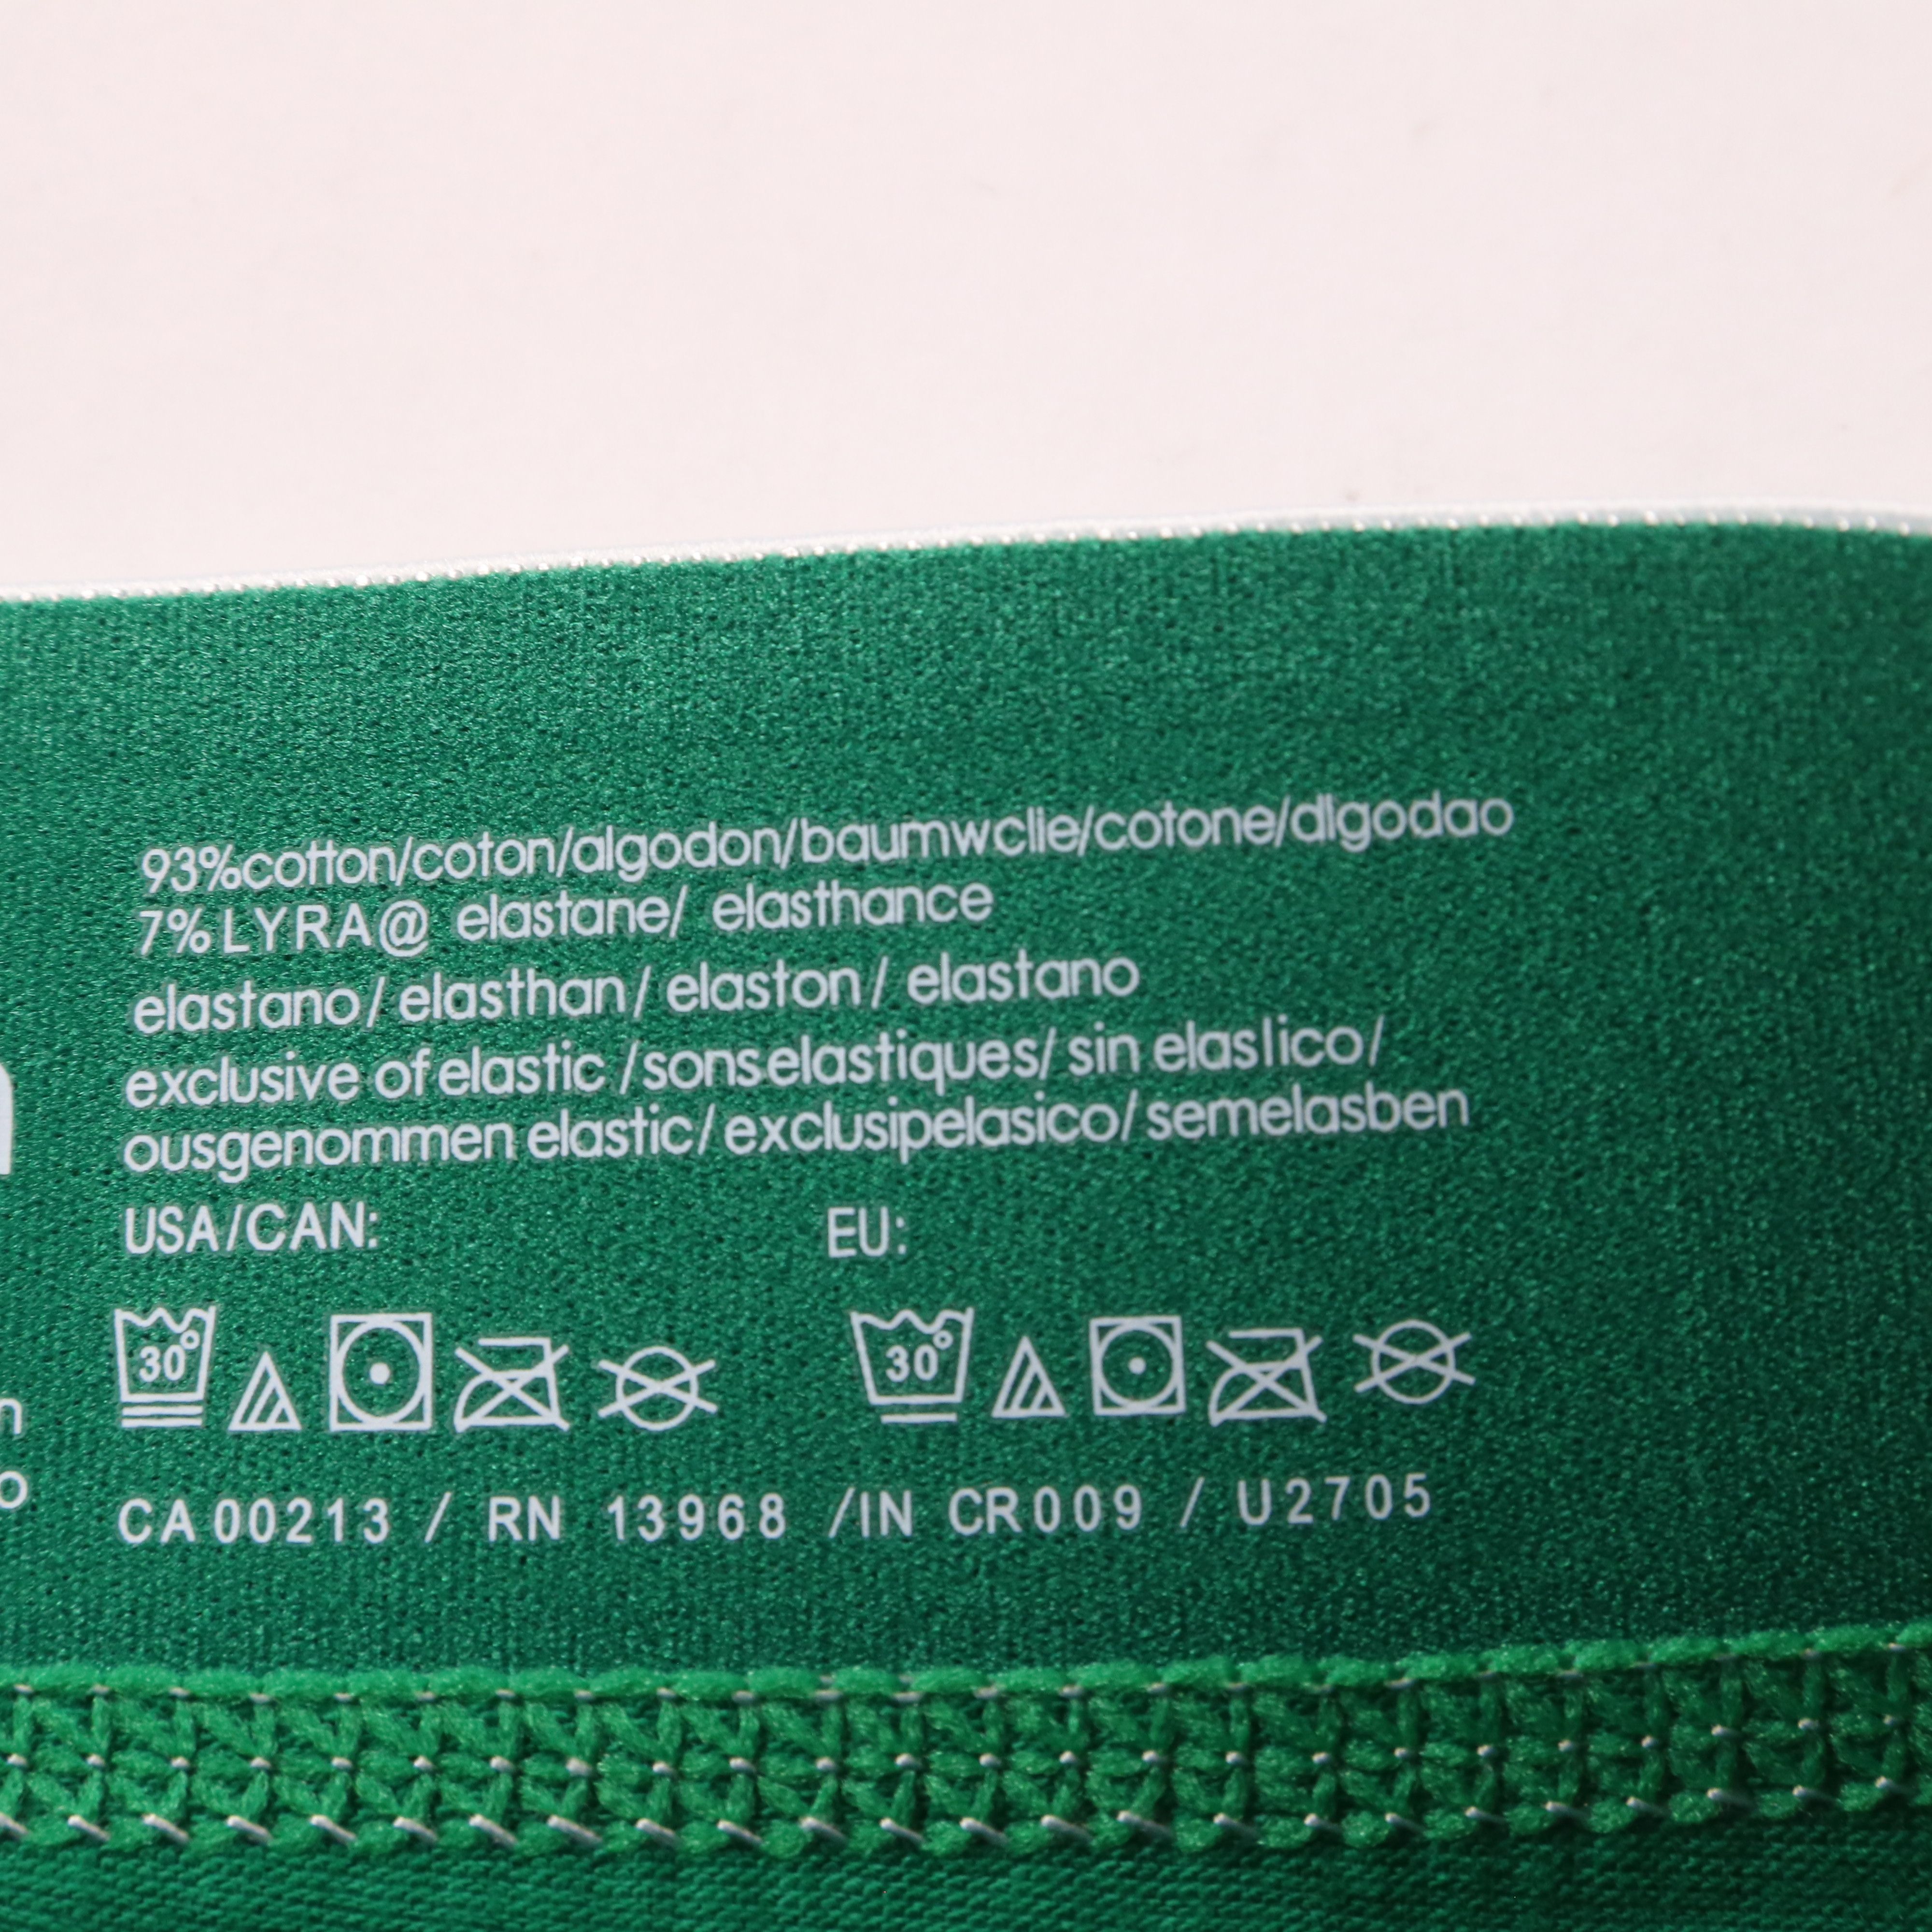 93%cotton/coton/algodon/baumwclie/cotone/dlgodao
7%LYRA@ elastane/ elasthance
elastano/ elasthan/ elaston/ elastano
exclusive of elastic /sonselastiques/ sin elaslico/
ousgenommen elastic/exclusipelasico/semelasben
USA/CAN: EU:
30° 30°
n
o
CA00213 / RN 13968 /IN CR009 / U2705